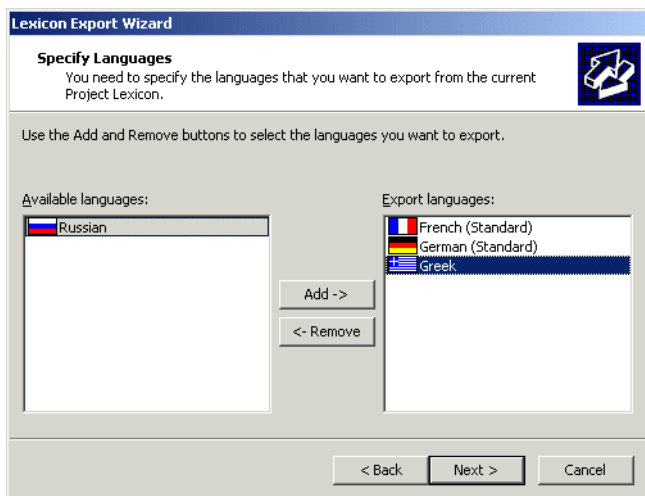 Lexicon Export Wizard
Specify Languages
You need to specify the languages that you want to export from the current
Project Lexicon.
Use the Add and Remove buttons to select the languages you want to export.
Available languages:
Russian
Export languages:
French (Standard)
German (Standard)
Greek
Add ->
<- Remove
< Back
Next >
Cancel